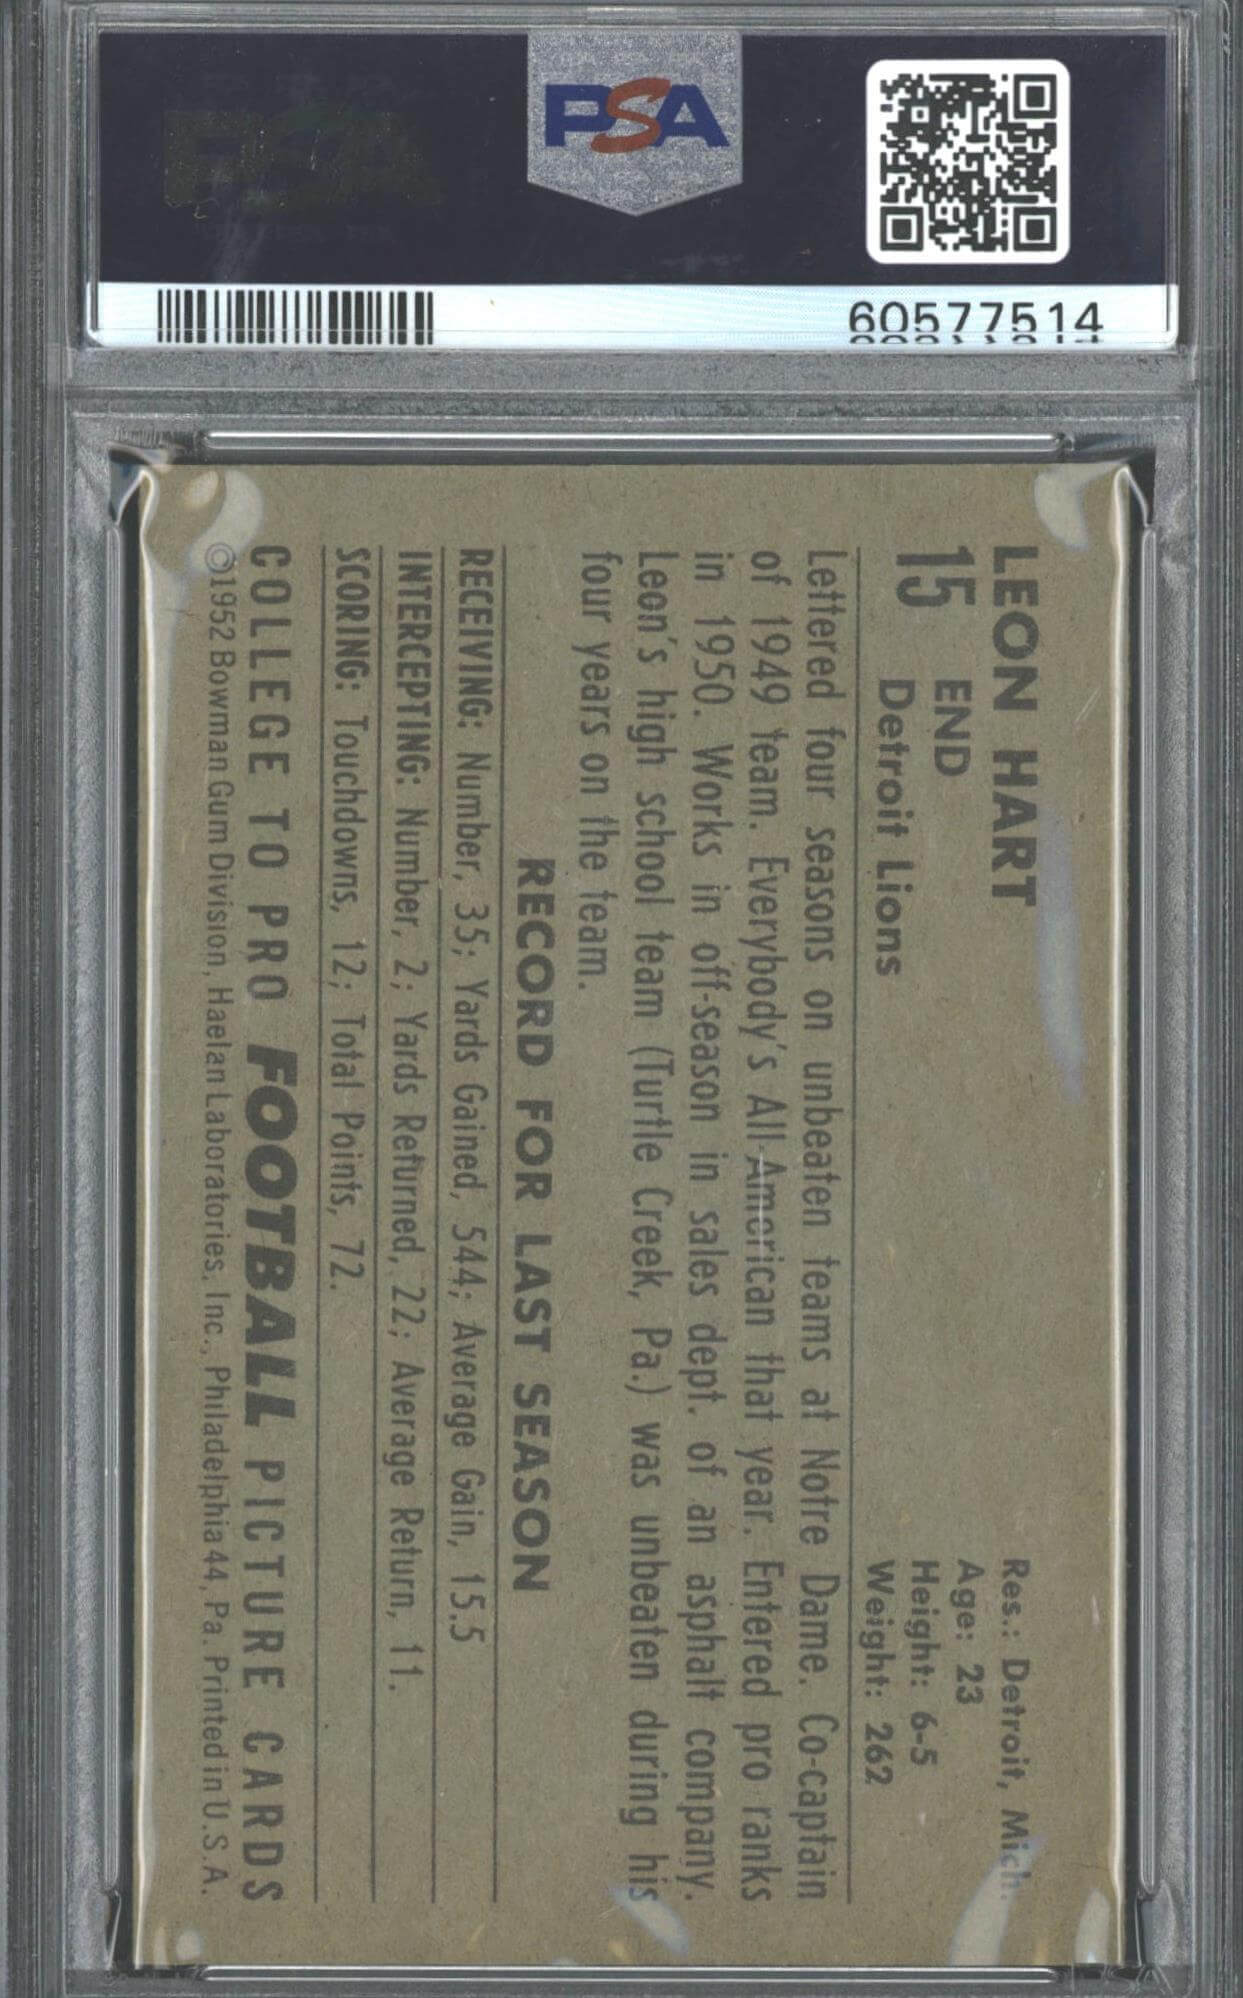 PSA
60577514
LEON HART
15 END
Detroit Lions
Res.: Detroit, Mich.
Age: 23
Height: 6-5
Weight: 262
Lettered four seasons on unbeaten teams at Notre Dame. Co-captain
of 1949 team. Everybody's All-American that year. Entered pro ranks
in 1950. Works in off-season in sales dept. of an asphalt company.
Leon's high school team (Turtle Creek, Pa.) was unbeaten during his
four years on the team.
RECORD FOR LAST SEASON
RECEIVING: Number, 35; Yards Gained, 544; Average Gain, 15.5
INTERCEPTING: Number, 2; Yards Returned, 22; Average Return, 11.
SCORING: Touchdowns, 12; Total Points, 72.
COLLEGE TO PRO FOOTBALL PICTURE CARDS
©1952 Bowman Gum Division, Haelan Laboratories, Inc., Philadelphia 44, Pa. Printed in U.S.A.